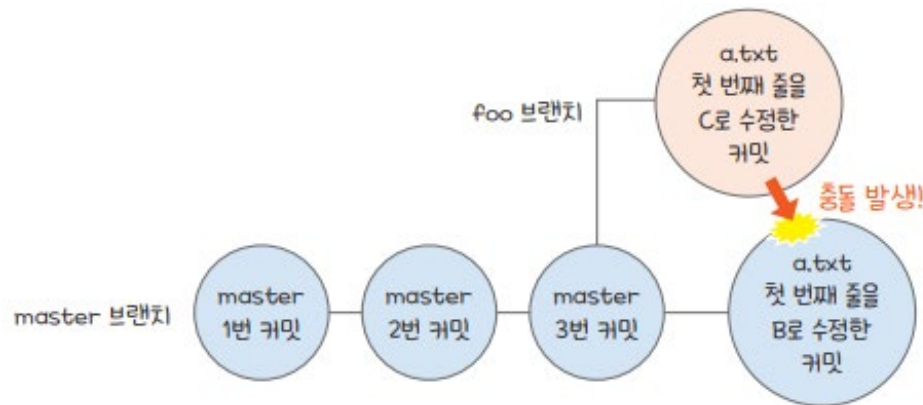 a.txt
첫 번째 줄을
C로 수정한
커밋
foo 브랜치
충돌 발생!
master 브랜치
master
1번 커밋
master
2번 커밋
master
3번 커밋
a.txt
첫 번째 줄을
B로 수정한
커밋